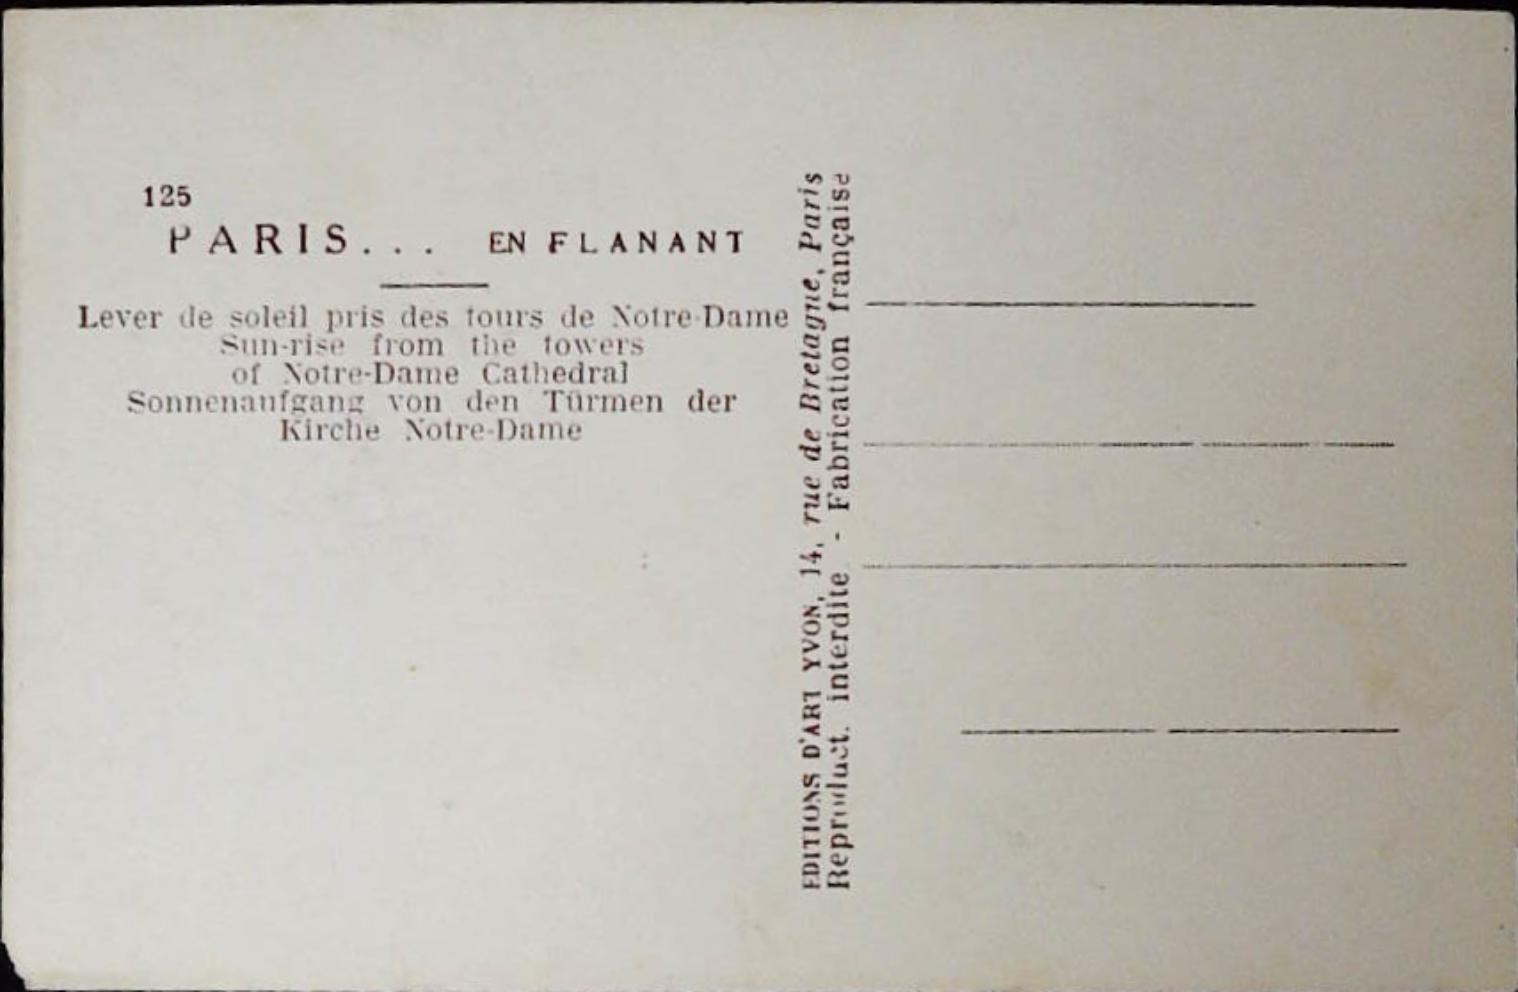 125
PARIS... EN FLANANT
Lever de soleil pris des tours de Notre-Dame
Sun-rise from the towers
of Notre-Dame Cathedral
Sonnenaufgang von den Türmen der
Kirche Notre-Dame
EDITIONS D'ART YVON, 14, rue de Bretagne, Paris
Reproduct. interdite - Fabrication française